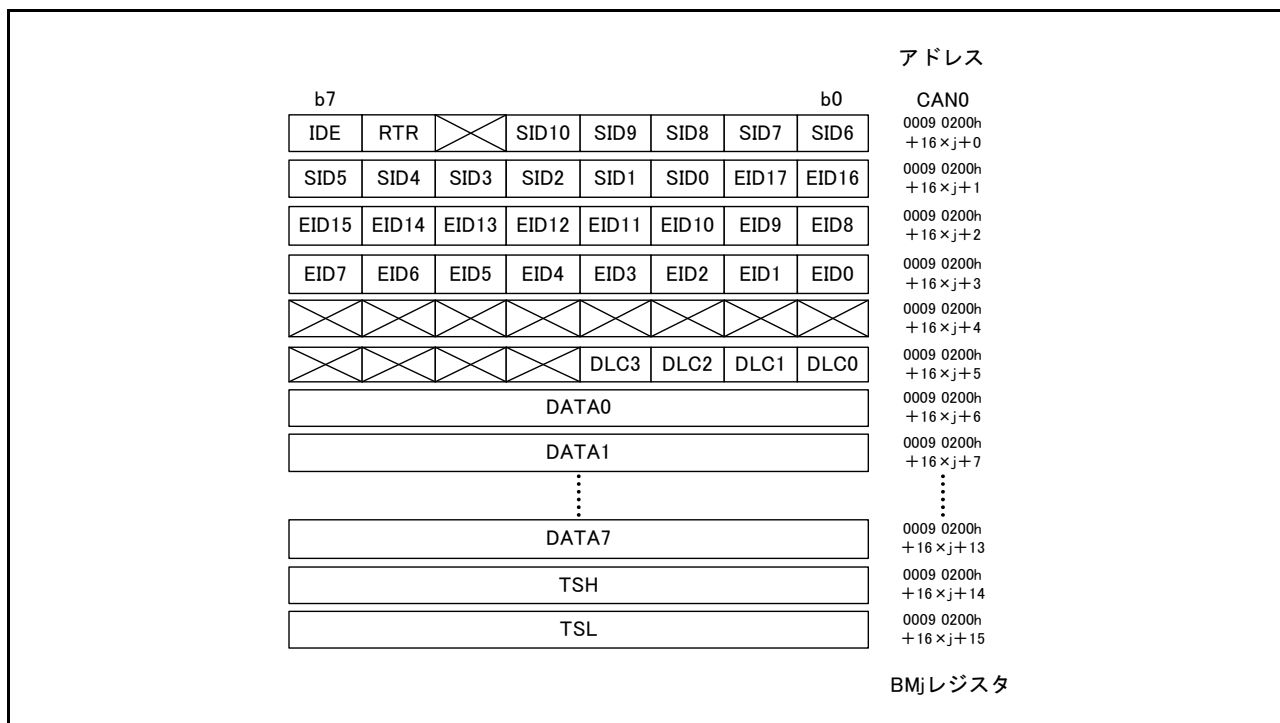 アドレス
b7 b0 CAN0
IDE RTR SID10 SID9 SID8 SID7 SID6 0009 0200h
+16×j+0
SID5 SID4 SID3 SID2 SID1 SID0 EID17 EID16 0009 0200h
+16×j+1
EID15 EID14 EID13 EID12 EID11 EID10 EID9 EID8 0009 0200h
+16×j+2
EID7 EID6 EID5 EID4 EID3 EID2 EID1 EID0 0009 0200h
+16×j+3
0009 0200h
+16×j+4
DLC3 DLC2 DLC1 DLC0 0009 0200h
+16×j+5
DATA0 0009 0200h
+16×j+6
DATA1 0009 0200h
+16×j+7
DATA7 0009 0200h
+16×j+13
TSH 0009 0200h
+16×j+14
TSL 0009 0200h
+16×j+15
BMjレジスタ